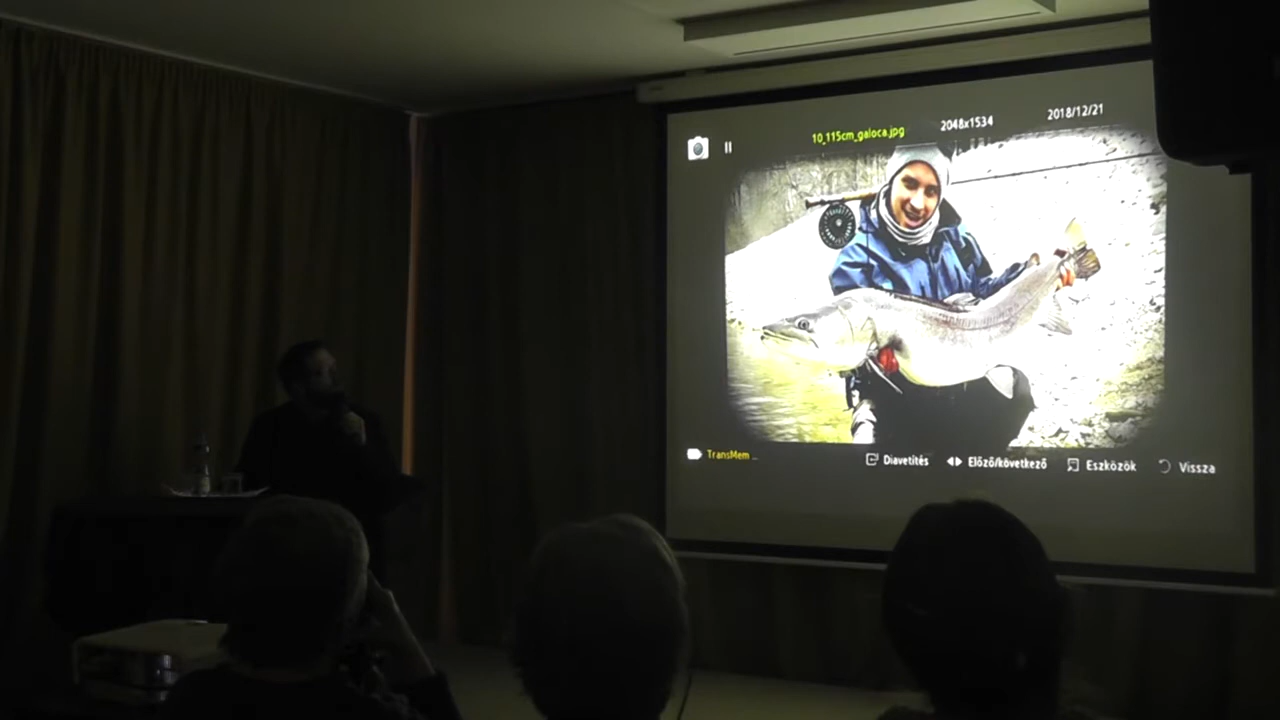 10_115cm_galoca.jpg 2048x1534 2018/12/21
TransMem ...
Diavetítés Előző/következő Eszközök Vissza